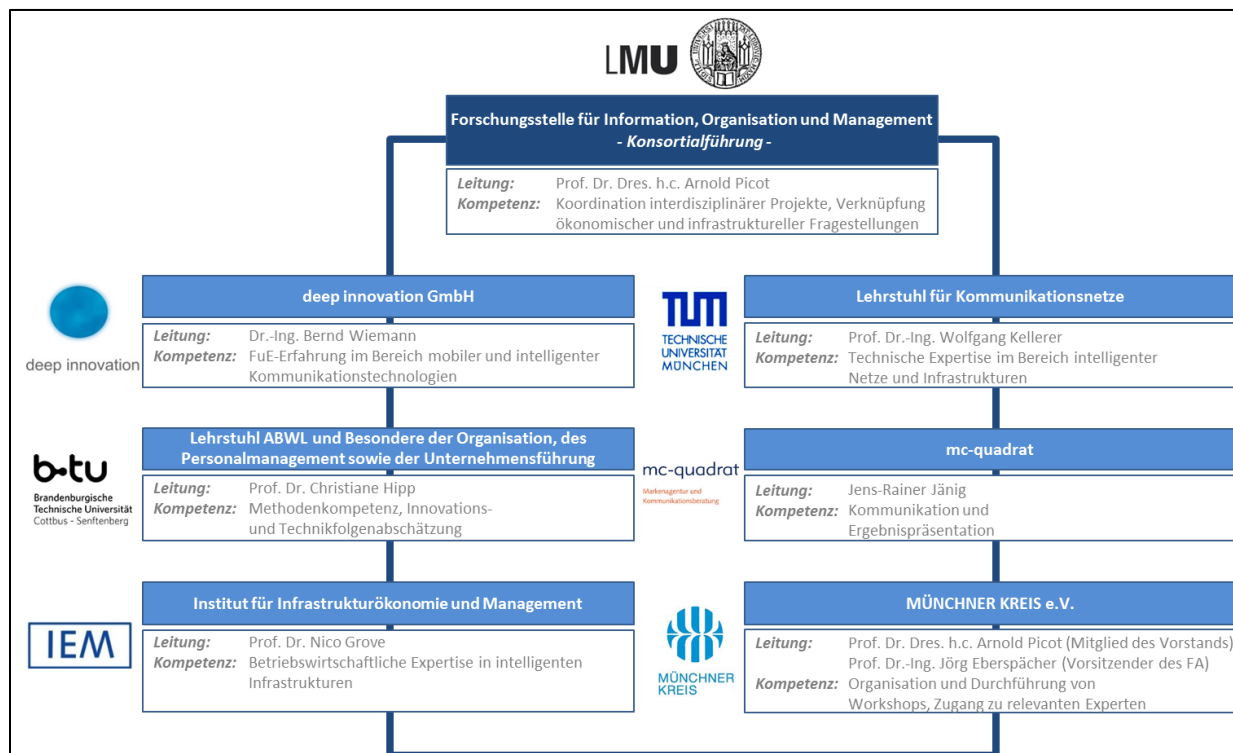 LMU
Forschungsstelle für Information, Organisation und Management
- Konsortialführung -
Leitung: Prof. Dr. Dres. h.c. Arnold Picot
Kompetenz: Koordination interdisziplinärer Projekte, Verknüpfung
ökonomischer und infrastruktureller Fragestellungen
deep innovation
deep innovation GmbH
Leitung: Dr.-Ing. Bernd Wiemann
Kompetenz: FuE-Erfahrung im Bereich mobiler und intelligenter
Kommunikationstechnologien
TUM
TECHNISCHE
UNIVERSITÄT
MÜNCHEN
Lehrstuhl für Kommunikationsnetze
Leitung: Prof. Dr.-Ing. Wolfgang Kellerer
Kompetenz: Technische Expertise im Bereich intelligenter
Netze und Infrastrukturen
b-tu
Brandenburgische
Technische Universität
Cottbus - Senftenberg
Lehrstuhl ABWL und Besondere der Organisation, des
Personalmanagement sowie der Unternehmensführung
Leitung: Prof. Dr. Christiane Hipp
Kompetenz: Methodenkompetenz, Innovations-
und Technikfolgenabschätzung
mc-quadrat
Markenagentur und
Kommunikationsberatung
mc-quadrat
Leitung: Jens-Rainer Jänig
Kompetenz: Kommunikation und
Ergebnispräsentation
IEM
Institut für Infrastrukturökonomie und Management
Leitung: Prof. Dr. Nico Grove
Kompetenz: Betriebswirtschaftliche Expertise in intelligenten
Infrastrukturen
MÜNCHNER
KREIS
MÜNCHNER KREIS e.V.
Leitung: Prof. Dr. Dres. h.c. Arnold Picot (Mitglied des Vorstands)
Prof. Dr.-Ing. Jörg Eberspächer (Vorsitzender des FA)
Kompetenz: Organisation und Durchführung von
Workshops, Zugang zu relevanten Experten